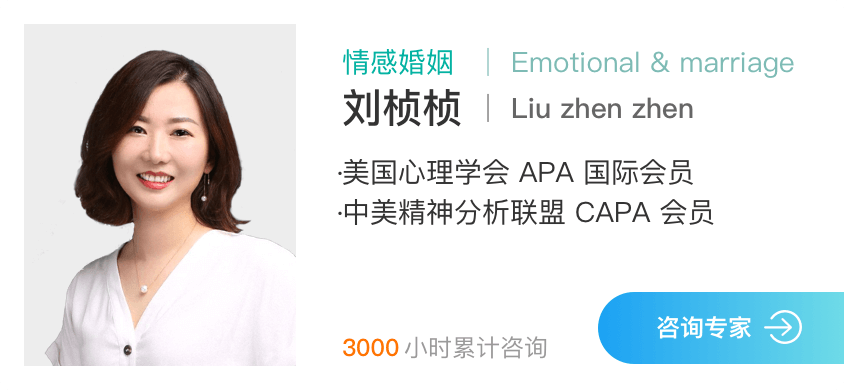 情感婚姻 | Emotional & marriage
刘桢桢 | Liu zhen zhen
·美国心理学会 APA 国际会员
·中美精神分析联盟 CAPA 会员
3000 小时累计咨询
咨询专家